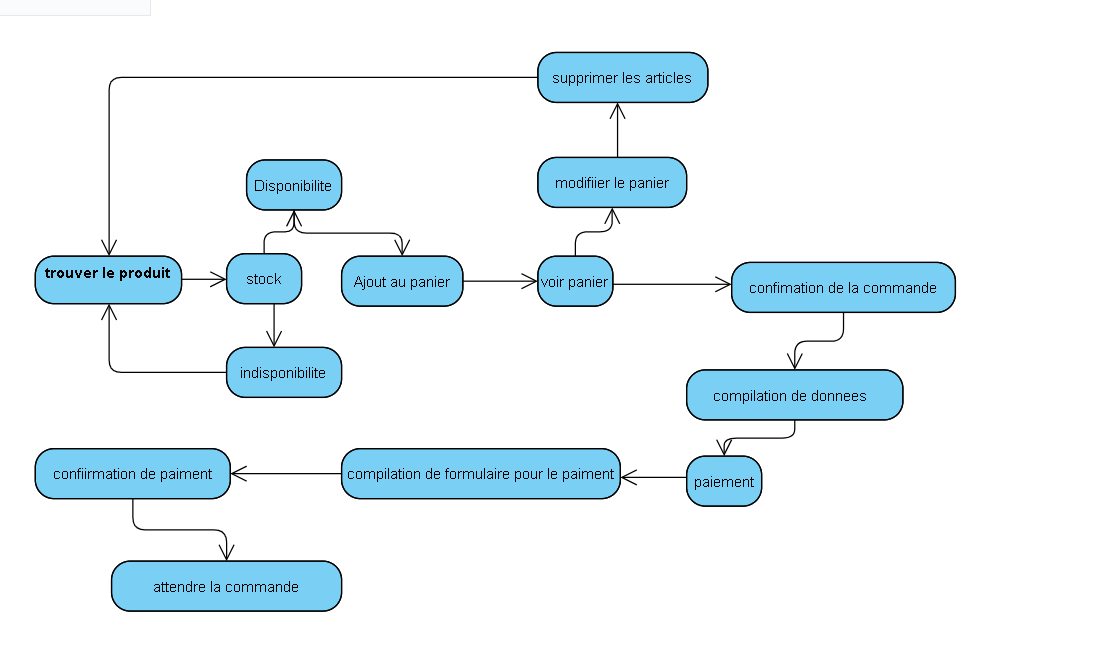 supprimer les articles
modifiier le panier
Disponibilite
trouver le produit
stock
Ajout au panier
voir panier
confimation de la commande
indisponibilite
compilation de donnees
confiirmation de paiment
compilation de formulaire pour le paiment
paiement
attendre la commande